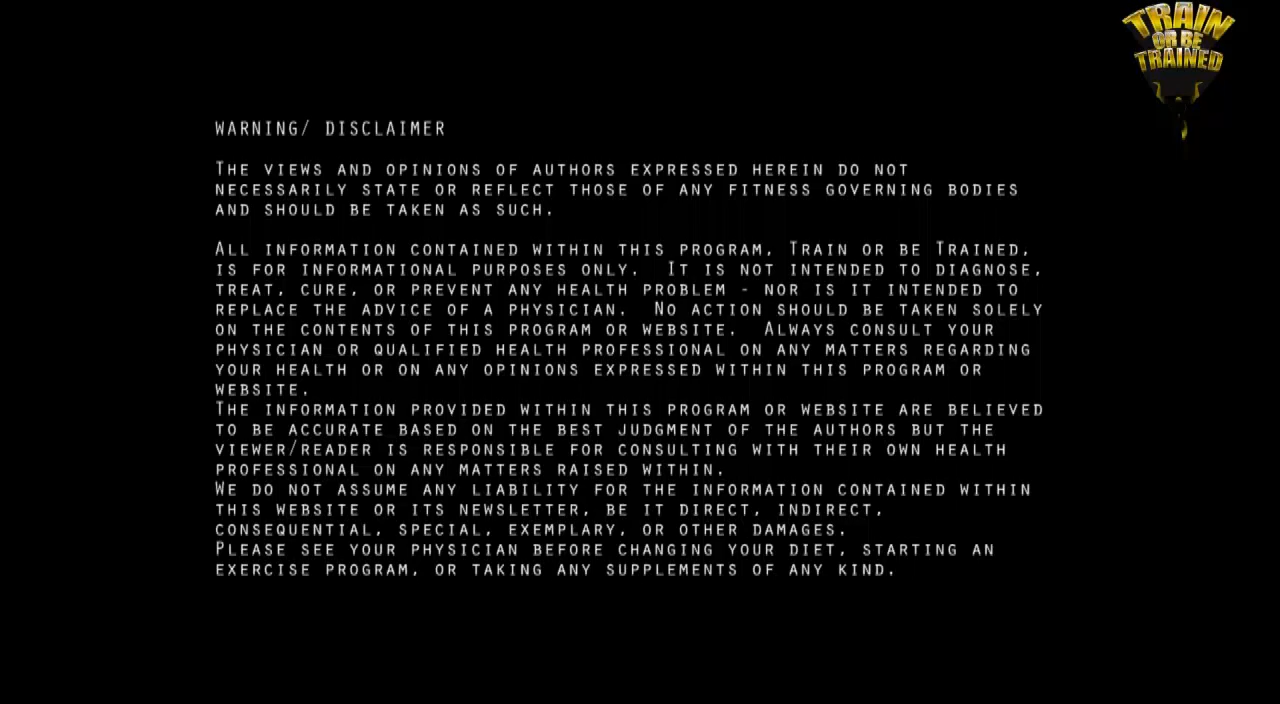 TRAIN
OR BE
TRAINED
WARNING/ DISCLAIMER
THE VIEWS AND OPINIONS OF AUTHORS EXPRESSED HEREIN DO NOT
NECESSARILY STATE OR REFLECT THOSE OF ANY FITNESS GOVERNING BODIES
AND SHOULD BE TAKEN AS SUCH.
ALL INFORMATION CONTAINED WITHIN THIS PROGRAM, TRAIN OR BE TRAINED,
IS FOR INFORMATIONAL PURPOSES ONLY.  IT IS NOT INTENDED TO DIAGNOSE,
TREAT, CURE, OR PREVENT ANY HEALTH PROBLEM - NOR IS IT INTENDED TO
REPLACE THE ADVICE OF A PHYSICIAN.  NO ACTION SHOULD BE TAKEN SOLELY
ON THE CONTENTS OF THIS PROGRAM OR WEBSITE.  ALWAYS CONSULT YOUR
PHYSICIAN OR QUALIFIED HEALTH PROFESSIONAL ON ANY MATTERS REGARDING
YOUR HEALTH OR ON ANY OPINIONS EXPRESSED WITHIN THIS PROGRAM OR
WEBSITE.
THE INFORMATION PROVIDED WITHIN THIS PROGRAM OR WEBSITE ARE BELIEVED
TO BE ACCURATE BASED ON THE BEST JUDGMENT OF THE AUTHORS BUT THE
VIEWER/READER IS RESPONSIBLE FOR CONSULTING WITH THEIR OWN HEALTH
PROFESSIONAL ON ANY MATTERS RAISED WITHIN.
WE DO NOT ASSUME ANY LIABILITY FOR THE INFORMATION CONTAINED WITHIN
THIS WEBSITE OR ITS NEWSLETTER, BE IT DIRECT, INDIRECT,
CONSEQUENTIAL, SPECIAL, EXEMPLARY, OR OTHER DAMAGES.
PLEASE SEE YOUR PHYSICIAN BEFORE CHANGING YOUR DIET, STARTING AN
EXERCISE PROGRAM, OR TAKING ANY SUPPLEMENTS OF ANY KIND.